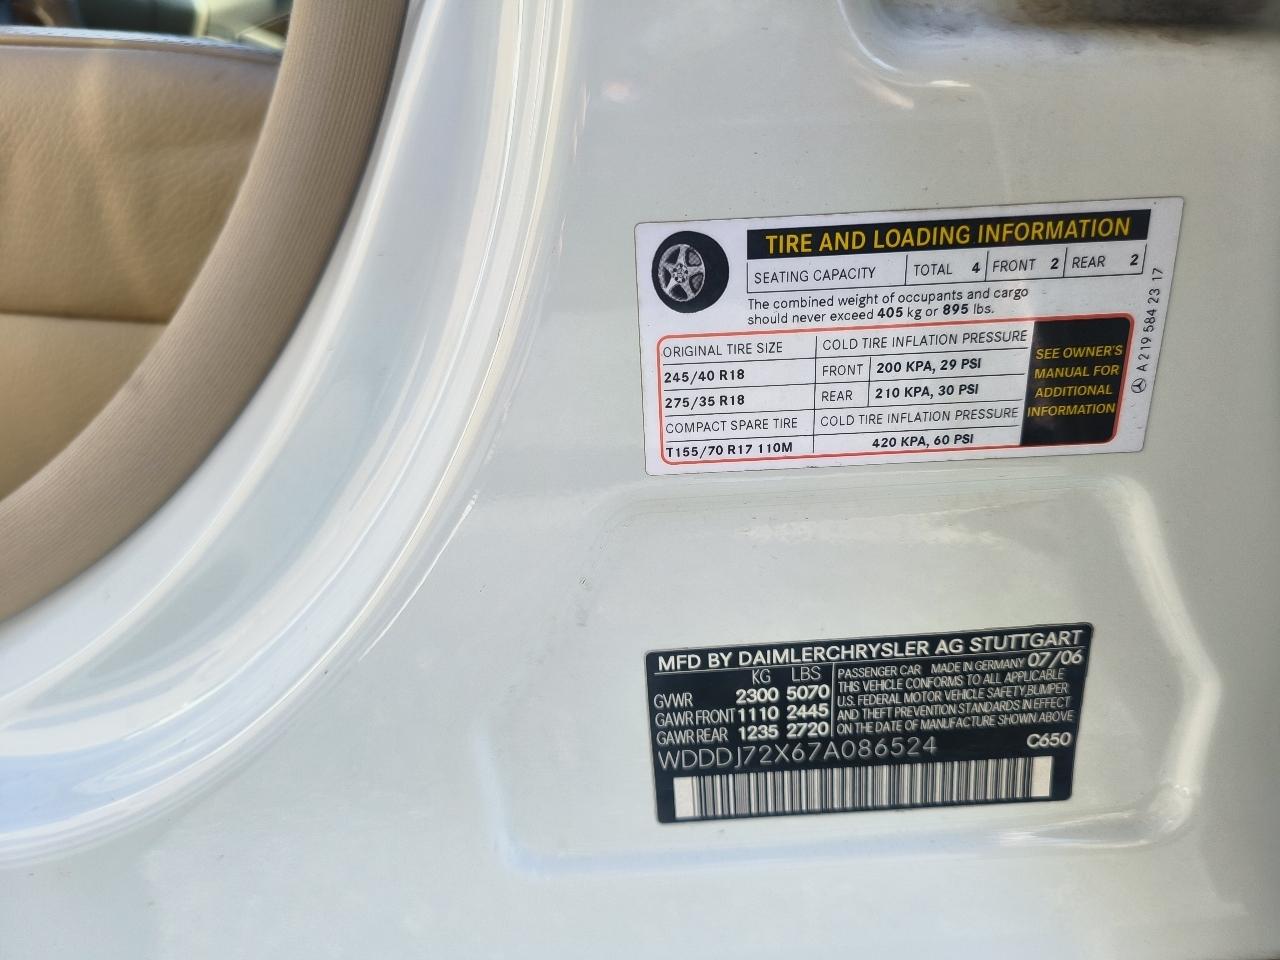 TIRE AND LOADING INFORMATION
SEATING CAPACITY TOTAL 4 FRONT 2 REAR 2
The combined weight of occupants and cargo
should never exceed 405 kg or 895 lbs.
ORIGINAL TIRE SIZE COLD TIRE INFLATION PRESSURE
245/40 R18 FRONT 200 KPA, 29 PSI
275/35 R18 REAR 210 KPA, 30 PSI
COMPACT SPARE TIRE COLD TIRE INFLATION PRESSURE
T155/70 R17 110M 420 KPA, 60 PSI
SEE OWNER'S
MANUAL FOR
ADDITIONAL
INFORMATION
A 219 584 23 17
MFD BY DAIMLERCHRYSLER AG STUTTGART
KG LBS
GVWR 2300 5070
GAWR FRONT 1110 2445
GAWR REAR 1235 2720
PASSENGER CAR MADE IN GERMANY 07/06
THIS VEHICLE CONFORMS TO ALL APPLICABLE
U.S. FEDERAL MOTOR VEHICLE SAFETY,BUMPER
AND THEFT PREVENTION STANDARDS IN EFFECT
ON THE DATE OF MANUFACTURE SHOWN ABOVE
WDDDJ72X67A086524 C650